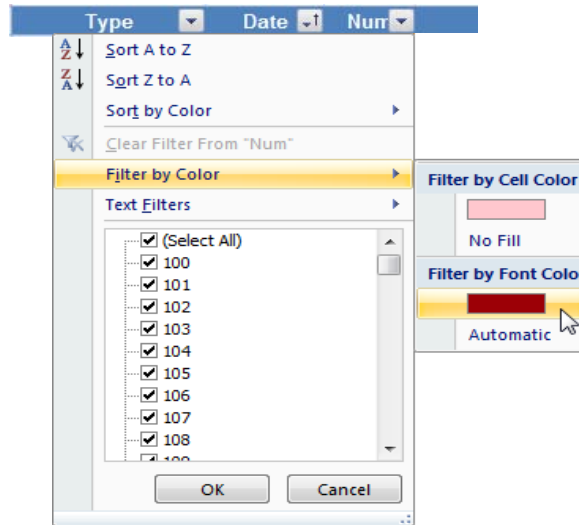 Type Date Num
Sort A to Z
Sort Z to A
Sort by Color
Clear Filter From "Num"
Filter by Color
Text Filters
(Select All)
100
101
102
103
104
105
106
107
108
109
OK Cancel
Filter by Cell Color
No Fill
Filter by Font Colo
Automatic